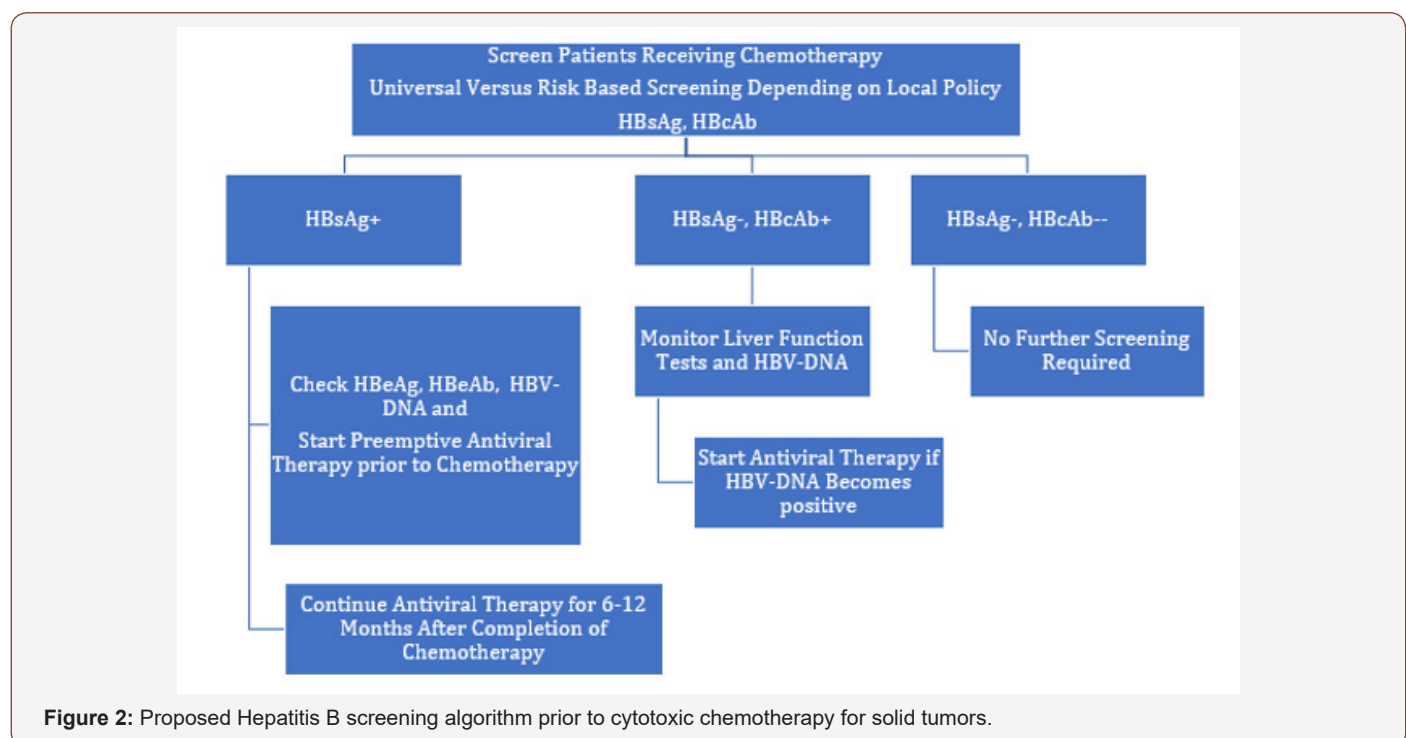 Screen Patients Receiving Chemotherapy
Universal Versus Risk Based Screening Depending on Local Policy
HBsAg, HBcAb
HBsAg+
HBsAg-, HBcAb+
HBsAg-, HBcAb--
Check HBeAg, HBeAb, HBV-
DNA and
Start Preemptive Antiviral
Therapy prior to Chemotherapy
Monitor Liver Function
Tests and HBV-DNA
No Further Screening
Required
Start Antiviral Therapy if
HBV-DNA Becomes
positive
Continue Antiviral Therapy for 6-12
Months After Completion of
Chemotherapy
Figure 2: Proposed Hepatitis B screening algorithm prior to cytotoxic chemotherapy for solid tumors.